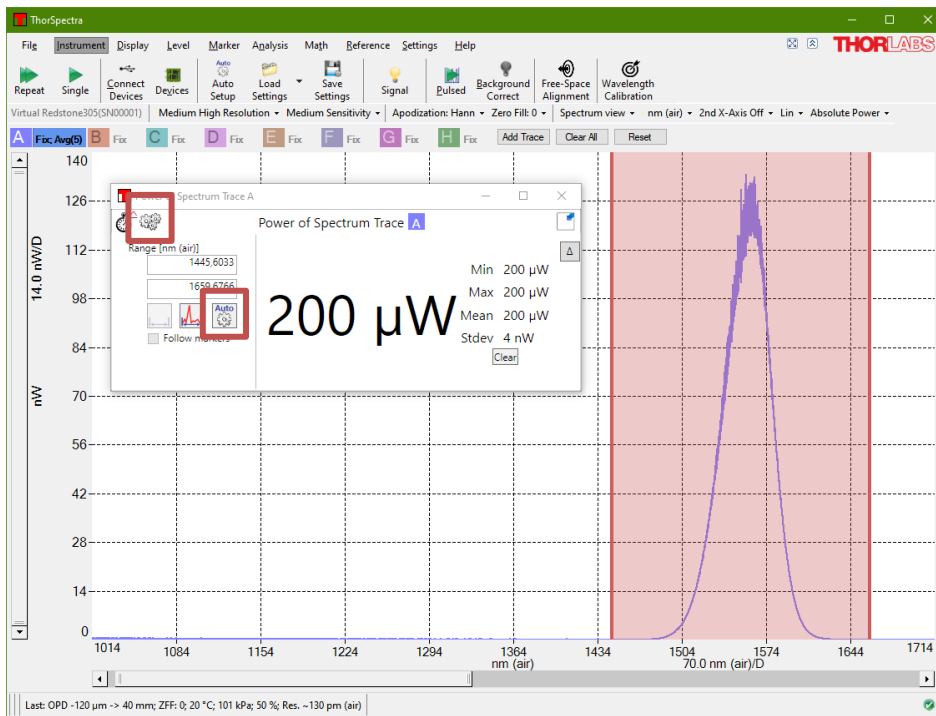 ThorSpectra
File Instrument Display Level Marker Analysis Math Reference Settings Help
THORLABS
Repeat Single Connect Devices Devices Auto Auto Setup Load Settings Save Settings Signal Pulsed Background Correct Free-Space Alignment Wavelength Calibration
Virtual Redstone305(SN00001) Medium High Resolution Medium Sensitivity Apodization: Hann Zero Fill: 0 Spectrum view nm (air) 2nd X-Axis Off Lin Absolute Power
A Fix; Avg(5) B Fix C Fix D Fix E Fix F Fix G Fix H Fix Add Trace Clear All Reset
140
126
112
98
84
70
56
42
28
14
0
14.0 nW/D
nW
Spectrum Trace A
Power of Spectrum Trace A
Δ
Range [nm (air)]
1445,6033
1659,6766
Auto
Follow markers
200 µW
Min 200 µW
Max 200 µW
Mean 200 µW
Stdev 4 nW
Clear
1014 1084 1154 1224 1294 1364 1434 1504 1574 1644 1714
nm (air) 70.0 nm (air)/D
Last: OPD -120 µm -> 40 mm; ZFF: 0; 20 °C; 101 kPa; 50 %; Res. ~130 pm (air)